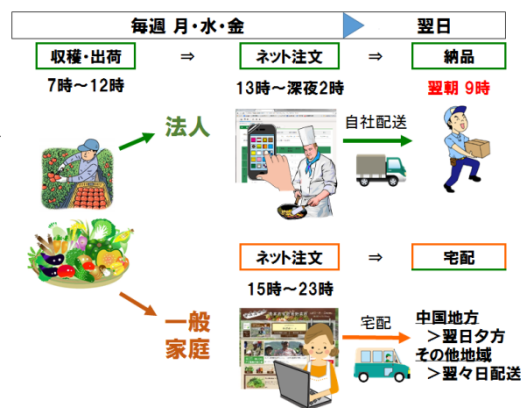 毎週 月・水・金
翌日
収穫・出荷
⇒
ネット注文
⇒
納品
7時～12時
13時～深夜2時
翌朝 9時
法人
自社配送
ネット注文
⇒
宅配
15時～23時
一般
家庭
宅配
中国地方
＞翌日夕方
その他地域
＞翌々日配送